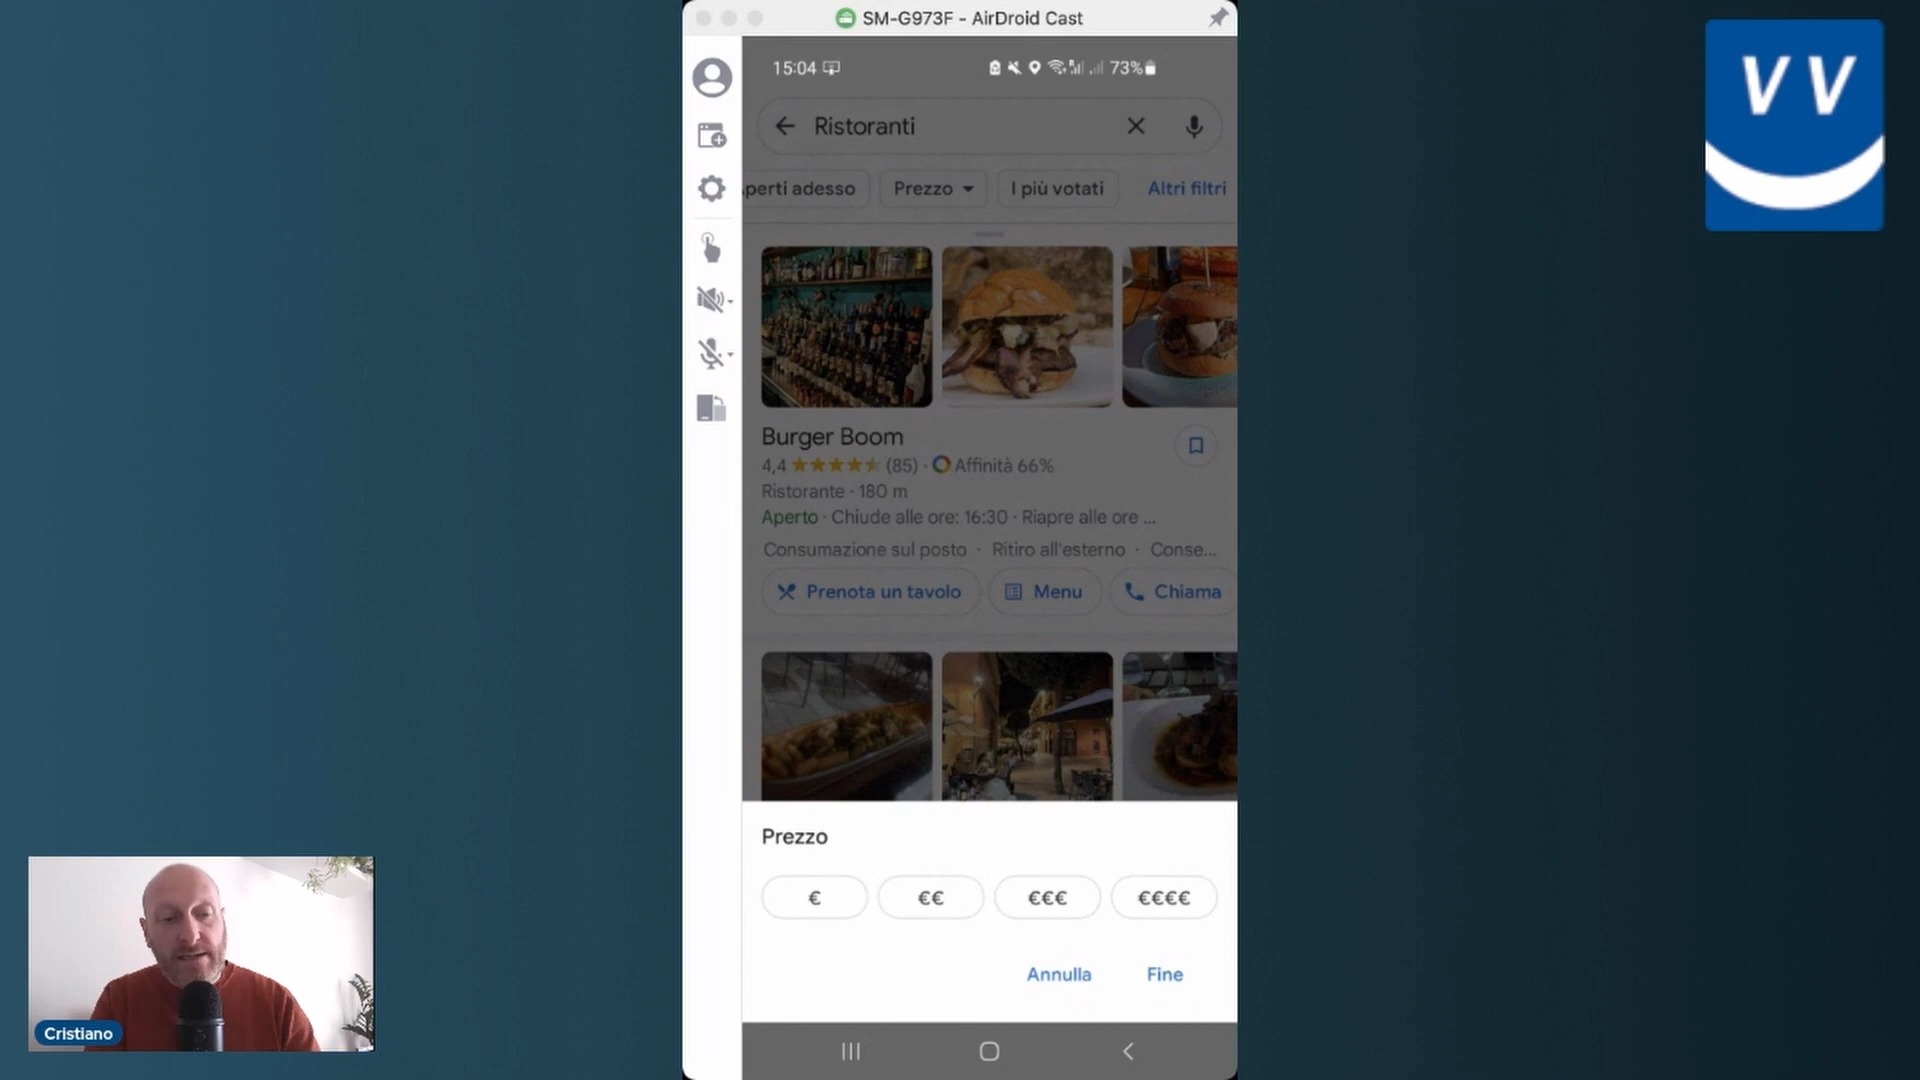 SM-G973F - AirDroid Cast
15:04
73%
Ristoranti
perti adesso
Prezzo
I più votati
Altri filtri
Burger Boom
4,4 (85) · Affinità 66%
Ristorante · 180 m
Aperto · Chiude alle ore: 16:30 · Riapre alle ore ...
Consumazione sul posto · Ritiro all'esterno · Conse...
Prenota un tavolo
Menu
Chiama
Prezzo
€
€€
€€€
€€€€
Annulla
Fine
Cristiano
VV